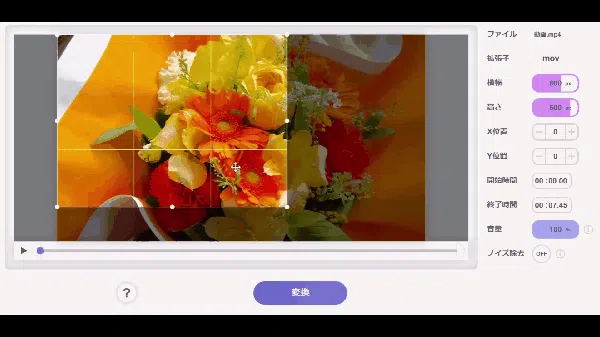 ファイル 動画.mp4
拡張子 mov
横幅 800 px
高さ 500 px
X位置 − 0 +
Y位置 − 0 +
開始時間 00:00.00
終了時間 00:07.45
音量 100 %
ノイズ除去 OFF
? 変換